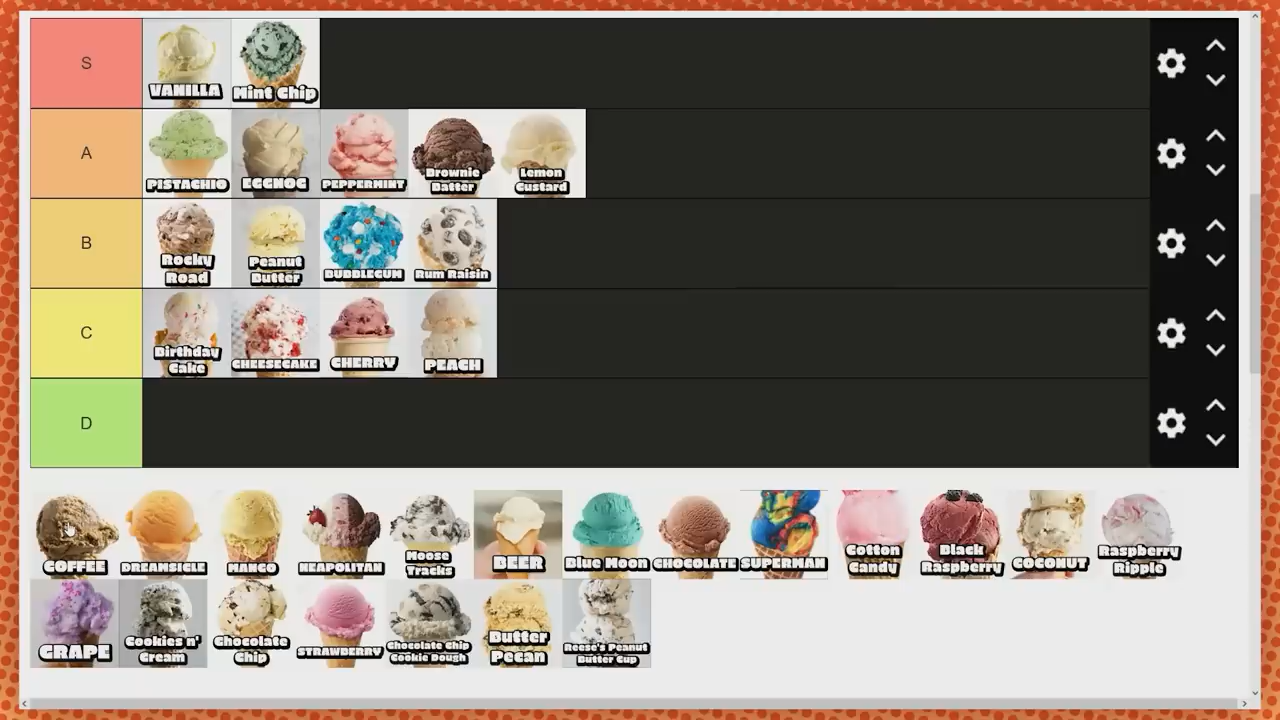 S
VANILLA
Mint Chip
A
PISTACHIO
EGGNOG
PEPPERMINT
Brownie
Batter
Lemon
Custard
B
Rocky
Road
Peanut
Butter
BUBBLEGUM
Rum Raisin
C
Birthday
Cake
CHEESECAKE
CHERRY
PEACH
D
COFFEE
DREAMSICLE
MANGO
NEAPOLITAN
Moose
Tracks
BEER
Blue Moon
CHOCOLATE
SUPERMAN
Cotton
Candy
Black
Raspberry
COCONUT
Raspberry
Ripple
GRAPE
Cookies n'
Cream
Chocolate
Chip
STRAWBERRY
Chocolate Chip
Cookie Dough
Butter
Pecan
Reese's Peanut
Butter Cup